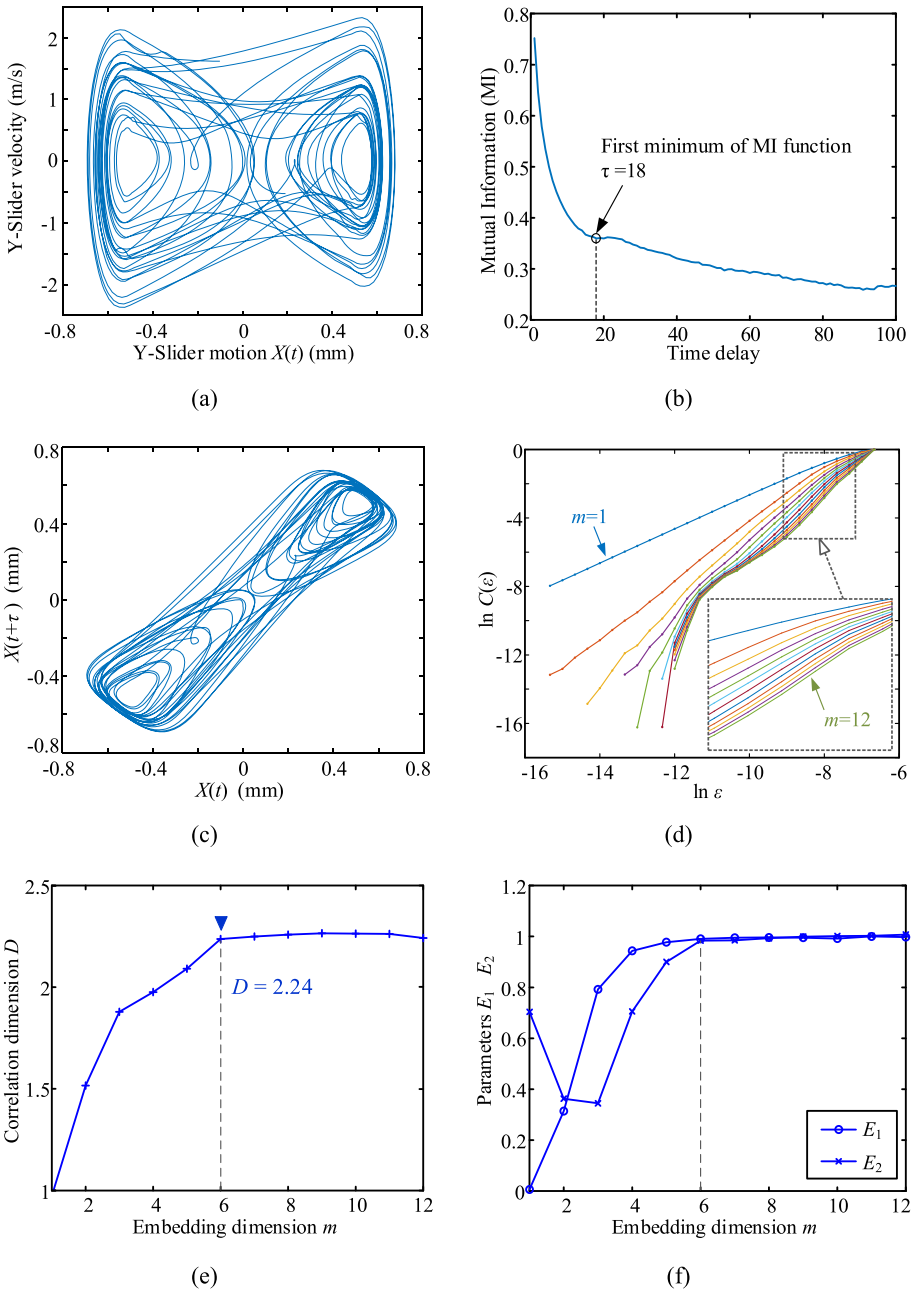 Y-Slider velocity (m/s)
2
1
0
-1
-2
-0.8
-0.4
0
0.4
0.8
Y-Slider motion X(t) (mm)
(a)
Mutual Information (MI)
0.8
0.7
0.6
0.5
0.4
0.3
0.2
First minimum of MI function
τ =18
0
20
40
60
80
100
Time delay
(b)
X(t+τ) (mm)
0.8
0.4
0
-0.4
-0.8
-0.8
-0.4
0
0.4
0.8
X(t) (mm)
(c)
ln C(ε)
0
-4
-8
-12
-16
m=1
m=12
-16
-14
-12
-10
-8
-6
ln ε
(d)
Correlation dimension D
2.5
2
1.5
1
D = 2.24
2
4
6
8
10
12
Embedding dimension m
(e)
Parameters E₁ E₂
1.2
1
0.8
0.6
0.4
0.2
0
E₁
E₂
2
4
6
8
10
12
Embedding dimension m
(f)